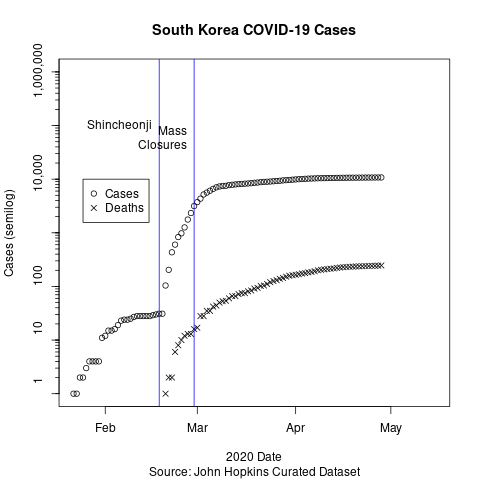 South Korea COVID-19 Cases
Cases (semilog)
1,000,000
10,000
100
10
1
Shincheonji
Mass
Closures
Cases
Deaths
Feb
Mar
Apr
May
2020 Date
Source: John Hopkins Curated Dataset